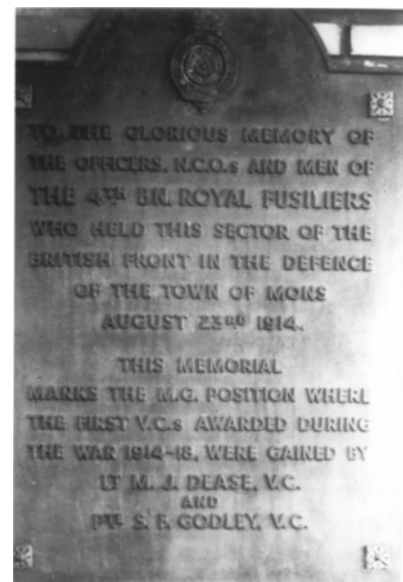 TO THE GLORIOUS MEMORY OF
THE OFFICERS, N.C.O.s AND MEN OF
THE 4TH BN. ROYAL FUSILIERS
WHO HELD THIS SECTOR OF THE
BRITISH FRONT IN THE DEFENCE
OF THE TOWN OF MONS
AUGUST 23RD 1914.
THIS MEMORIAL
MARKS THE M.G. POSITION WHERE
THE FIRST V.C.s AWARDED DURING
THE WAR 1914-18, WERE GAINED BY
LT M. J. DEASE, V.C.
AND
PTE S. F. GODLEY, V.C.